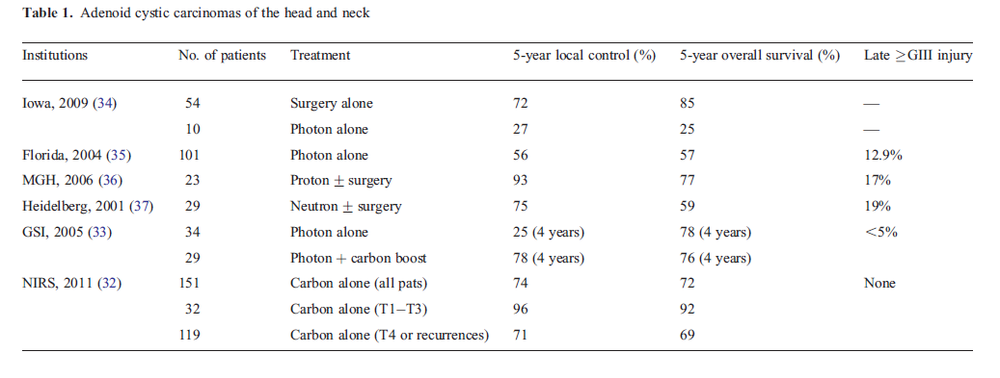 Table 1. Adenoid cystic carcinomas of the head and neck
Institutions No. of patients Treatment 5-year local control (%) 5-year overall survival (%) Late ≥GIII injury
Iowa, 2009 (34) 54 Surgery alone 72 85 —
10 Photon alone 27 25 —
Florida, 2004 (35) 101 Photon alone 56 57 12.9%
MGH, 2006 (36) 23 Proton ± surgery 93 77 17%
Heidelberg, 2001 (37) 29 Neutron ± surgery 75 59 19%
GSI, 2005 (33) 34 Photon alone 25 (4 years) 78 (4 years) <5%
29 Photon + carbon boost 78 (4 years) 76 (4 years)
NIRS, 2011 (32) 151 Carbon alone (all pats) 74 72 None
32 Carbon alone (T1–T3) 96 92
119 Carbon alone (T4 or recurrences) 71 69